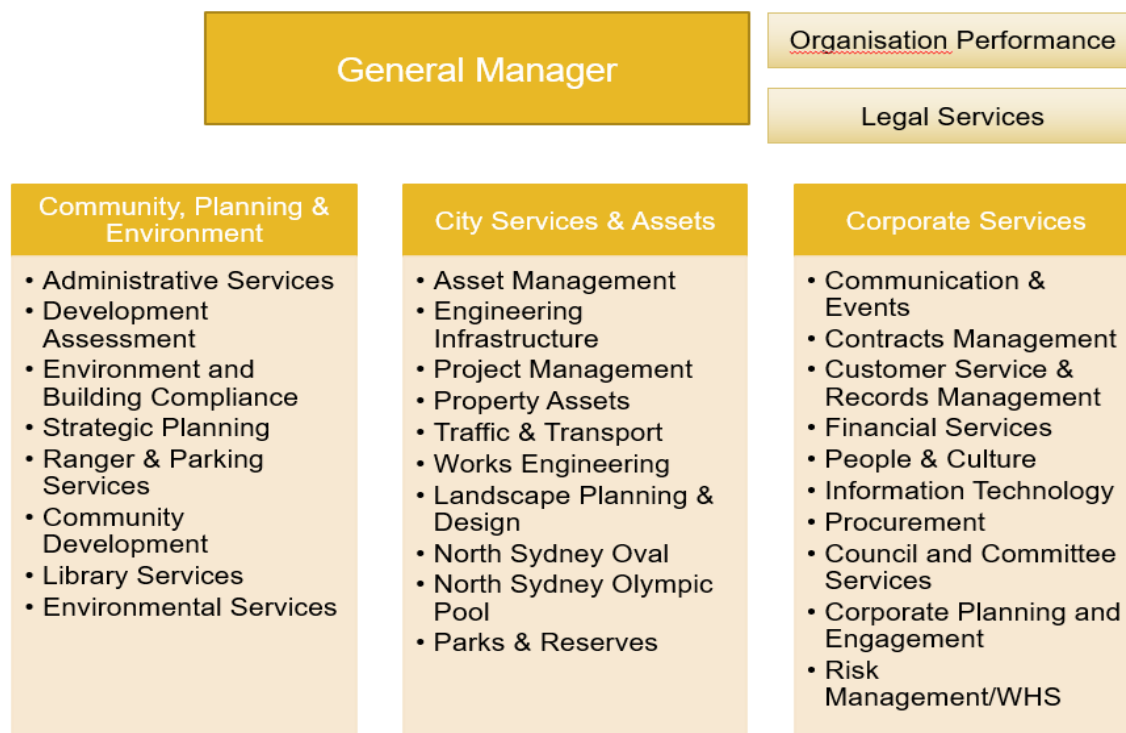 General Manager
Organisation Performance
Legal Services
Community, Planning &
Environment
• Administrative Services
• Development
Assessment
• Environment and
Building Compliance
• Strategic Planning
• Ranger & Parking
Services
• Community
Development
• Library Services
• Environmental Services
City Services & Assets
• Asset Management
• Engineering
Infrastructure
• Project Management
• Property Assets
• Traffic & Transport
• Works Engineering
• Landscape Planning &
Design
• North Sydney Oval
• North Sydney Olympic
Pool
• Parks & Reserves
Corporate Services
• Communication &
Events
• Contracts Management
• Customer Service &
Records Management
• Financial Services
• People & Culture
• Information Technology
• Procurement
• Council and Committee
Services
• Corporate Planning and
Engagement
• Risk
Management/WHS